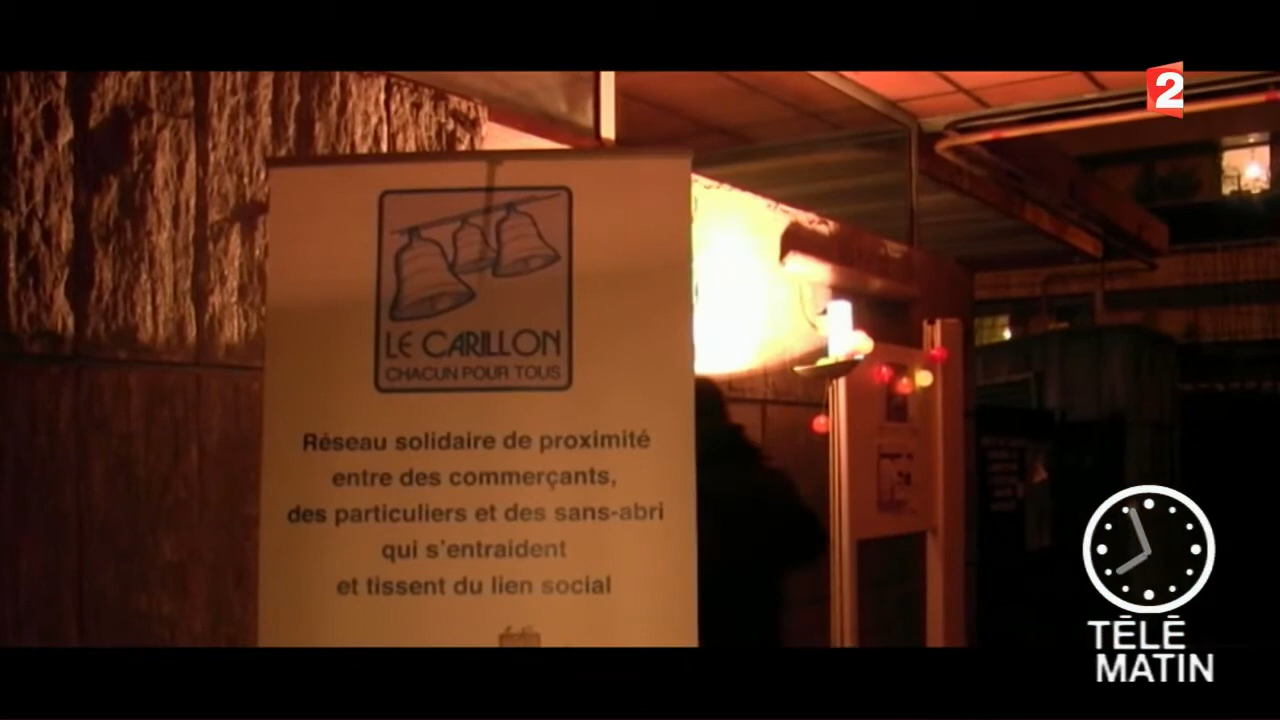 2
LE CARILLON
CHACUN POUR TOUS
Réseau solidaire de proximité
entre des commerçants,
des particuliers et des sans-abri
qui s'entraident
et tissent du lien social
TÉLÉ
MATIN